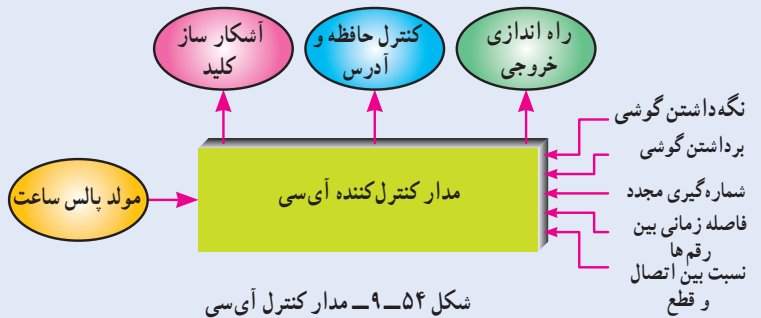 راه اندازی
خروجی
کنترل حافظه و
آدرس
آشکار ساز
کلید
نگه‌داشتن گوشی
برداشتن گوشی
شماره‌گیری مجدد
فاصله زمانی بین
رقم ها
نسبت بین اتصال
و قطع
مدار کنترل‌کننده آی‌سی
مولد پالس ساعت
شکل ۵۴ــ ۹ــ مدار کنترل آی‌سی